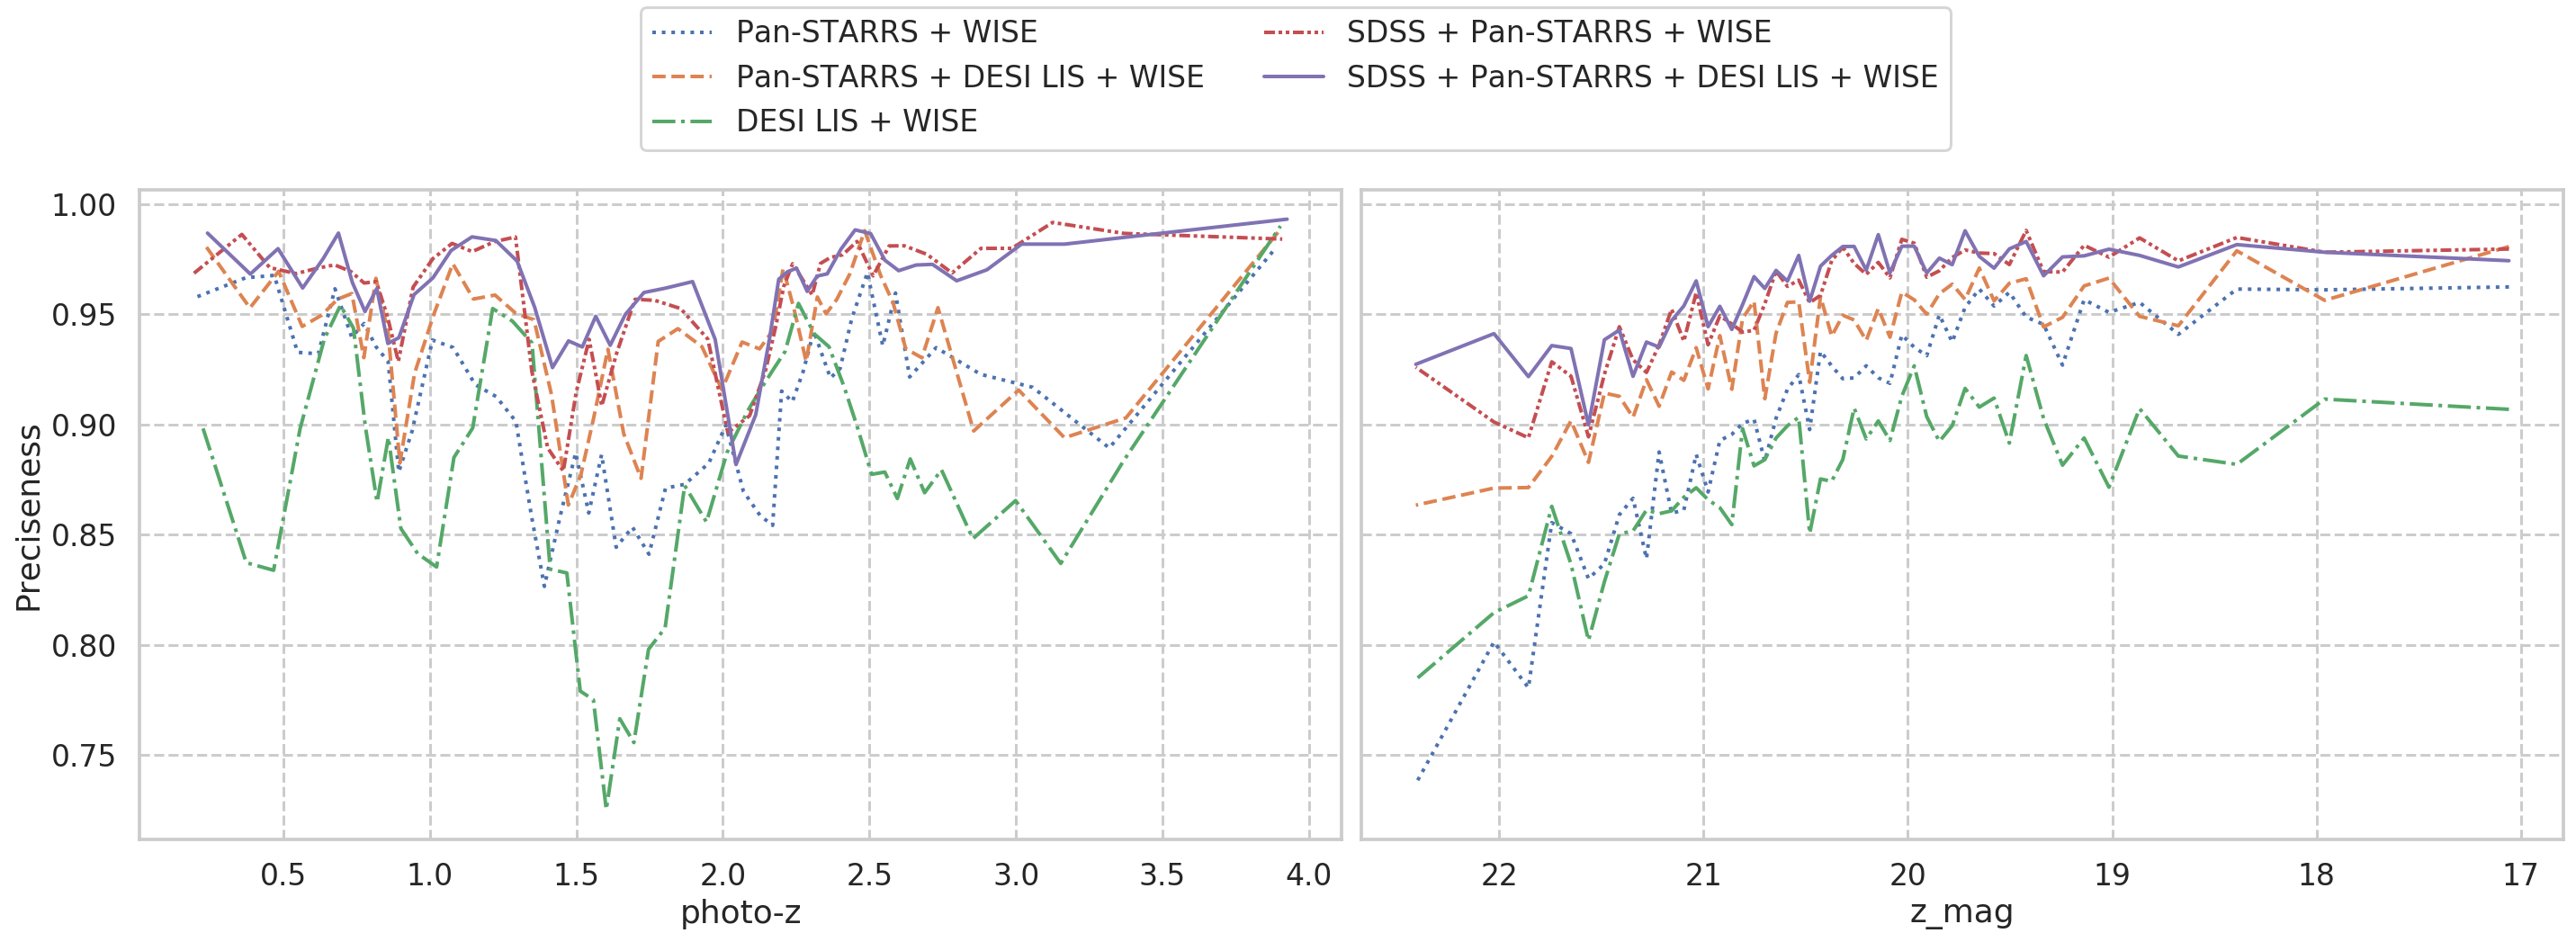 Pan-STARRS + WISE
Pan-STARRS + DESI LIS + WISE
DESI LIS + WISE
SDSS + Pan-STARRS + WISE
SDSS + Pan-STARRS + DESI LIS + WISE
Preciseness
1.00
0.95
0.90
0.85
0.80
0.75
0.5 1.0 1.5 2.0 2.5 3.0 3.5 4.0
photo-z
22 21 20 19 18 17
z_mag